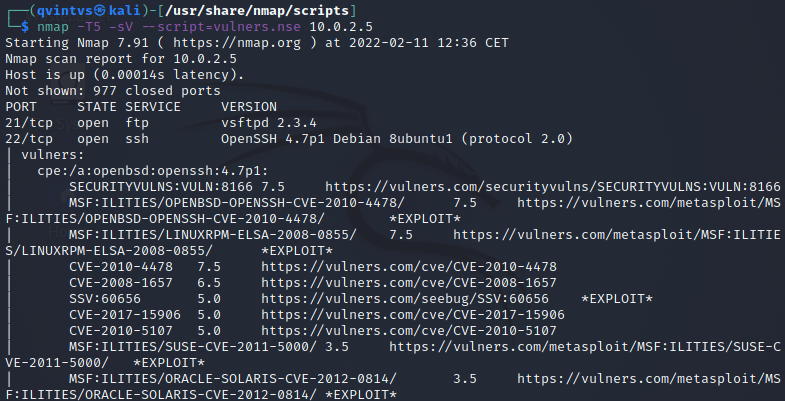 ┌──(qvintvs㉿kali)-[/usr/share/nmap/scripts]
└─$ nmap -T5 -sV --script=vulners.nse 10.0.2.5
Starting Nmap 7.91 ( https://nmap.org ) at 2022-02-11 12:36 CET
Nmap scan report for 10.0.2.5
Host is up (0.00014s latency).
Not shown: 977 closed ports
PORT     STATE SERVICE     VERSION
21/tcp   open  ftp         vsftpd 2.3.4
22/tcp   open  ssh         OpenSSH 4.7p1 Debian 8ubuntu1 (protocol 2.0)
| vulners:
|   cpe:/a:openbsd:openssh:4.7p1:
|       SECURITYVULNS:VULN:8166 7.5     https://vulners.com/securityvulns/SECURITYVULNS:VULN:8166
|       MSF:ILITIES/OPENBSD-OPENSSH-CVE-2010-4478/      7.5     https://vulners.com/metasploit/MS
F:ILITIES/OPENBSD-OPENSSH-CVE-2010-4478/        *EXPLOIT*
|       MSF:ILITIES/LINUXRPM-ELSA-2008-0855/    7.5     https://vulners.com/metasploit/MSF:ILITIE
S/LINUXRPM-ELSA-2008-0855/      *EXPLOIT*
|       CVE-2010-4478   7.5     https://vulners.com/cve/CVE-2010-4478
|       CVE-2008-1657   6.5     https://vulners.com/cve/CVE-2008-1657
|       SSV:60656       5.0     https://vulners.com/seebug/SSV:60656    *EXPLOIT*
|       CVE-2017-15906  5.0     https://vulners.com/cve/CVE-2017-15906
|       CVE-2010-5107   5.0     https://vulners.com/cve/CVE-2010-5107
|       MSF:ILITIES/SUSE-CVE-2011-5000/ 3.5     https://vulners.com/metasploit/MSF:ILITIES/SUSE-C
VE-2011-5000/   *EXPLOIT*
|       MSF:ILITIES/ORACLE-SOLARIS-CVE-2012-0814/       3.5     https://vulners.com/metasploit/MS
F:ILITIES/ORACLE-SOLARIS-CVE-2012-0814/ *EXPLOIT*